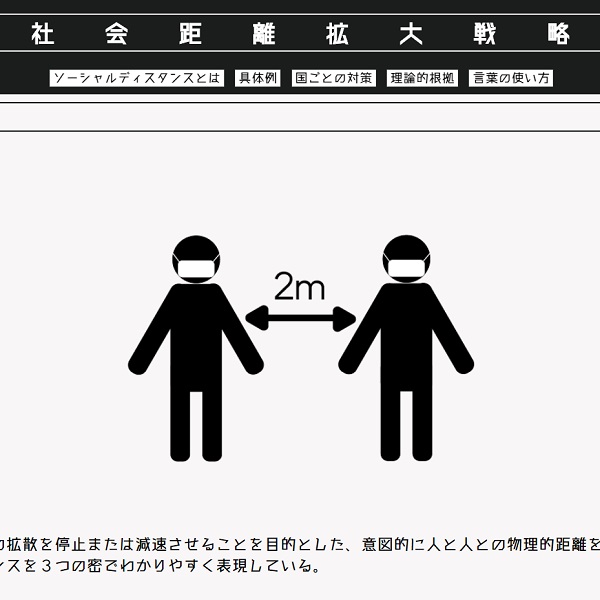 社会距離拡大戦略
ソーシャルディスタンスとは 具体例 国ごとの対策 理論的根拠 言葉の使い方
2m
拡散を停止または減速させることを目的とした、意図的に人と人との物理的距離を
ンスを3つの密でわかりやすく表現している。